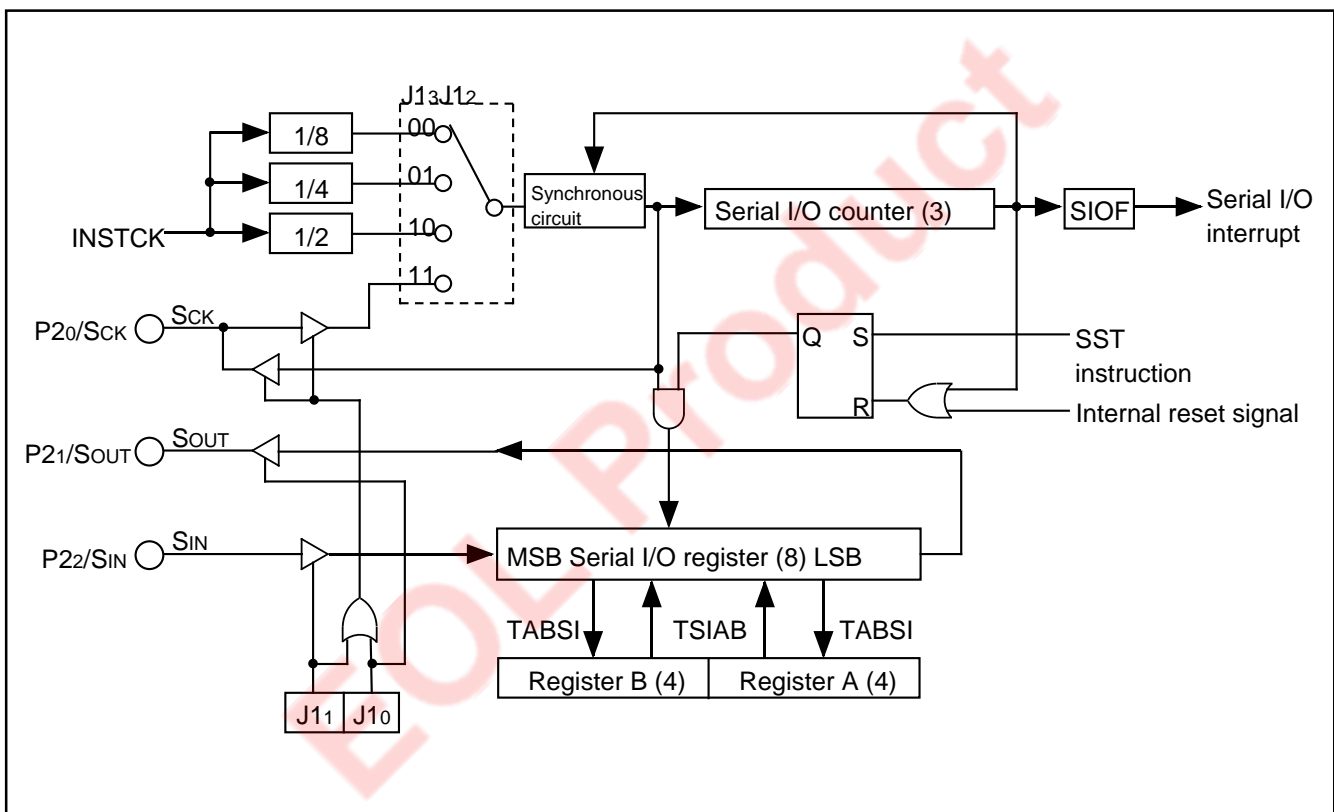 J13J12
00
1/8
01
1/4
10
1/2
11
INSTCK
Synchronous
circuit
Serial I/O counter (3)
SIOF
Serial I/O
interrupt
P20/SCK
SCK
Q
S
R
SST
instruction
Internal reset signal
P21/SOUT
SOUT
P22/SIN
SIN
MSB Serial I/O register (8) LSB
TABSI
TSIAB
TABSI
Register B (4)
Register A (4)
J11
J10
EOL Product